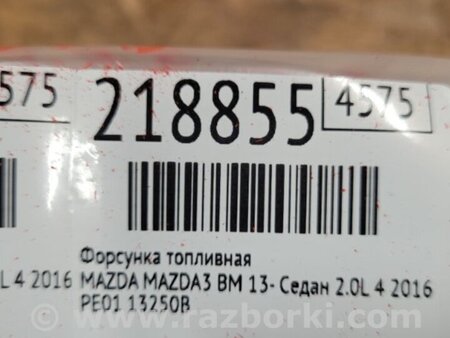 575 218855 4575
Форсунка топливная
L 4 2016 MAZDA MAZDA3 BM 13- Седан 2.0L 4 2016
PE01 13250B
www.razborki.com